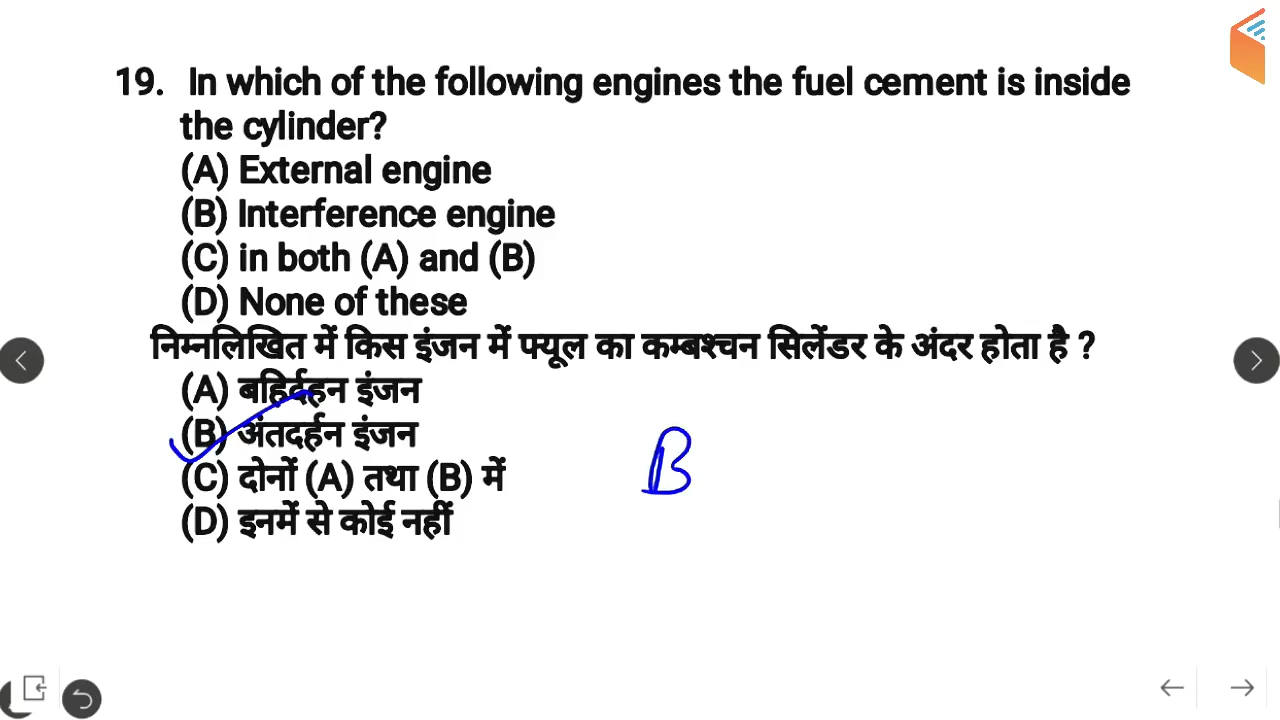 19. In which of the following engines the fuel cement is inside
the cylinder?
(A) External engine
(B) Interference engine
(C) in both (A) and (B)
(D) None of these
निम्नलिखित में किस इंजन में फ्यूल का कम्बश्चन सिलेंडर के अंदर होता है ?
(A) बहिर्दहन इंजन
(B) अंतदर्हन इंजन
(C) दोनों (A) तथा (B) में
(D) इनमें से कोई नहीं
B